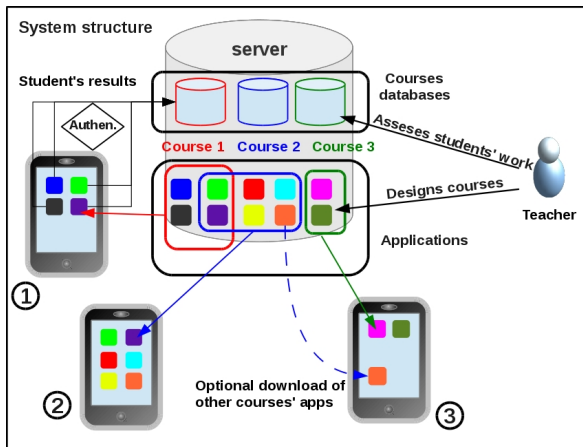 System structure
server
Student's results
Courses
databases
Authen.
Asseses students' work
Course 1 Course 2 Course 3
Designs courses
Teacher
Applications
1
Optional download of
other courses' apps
2
3